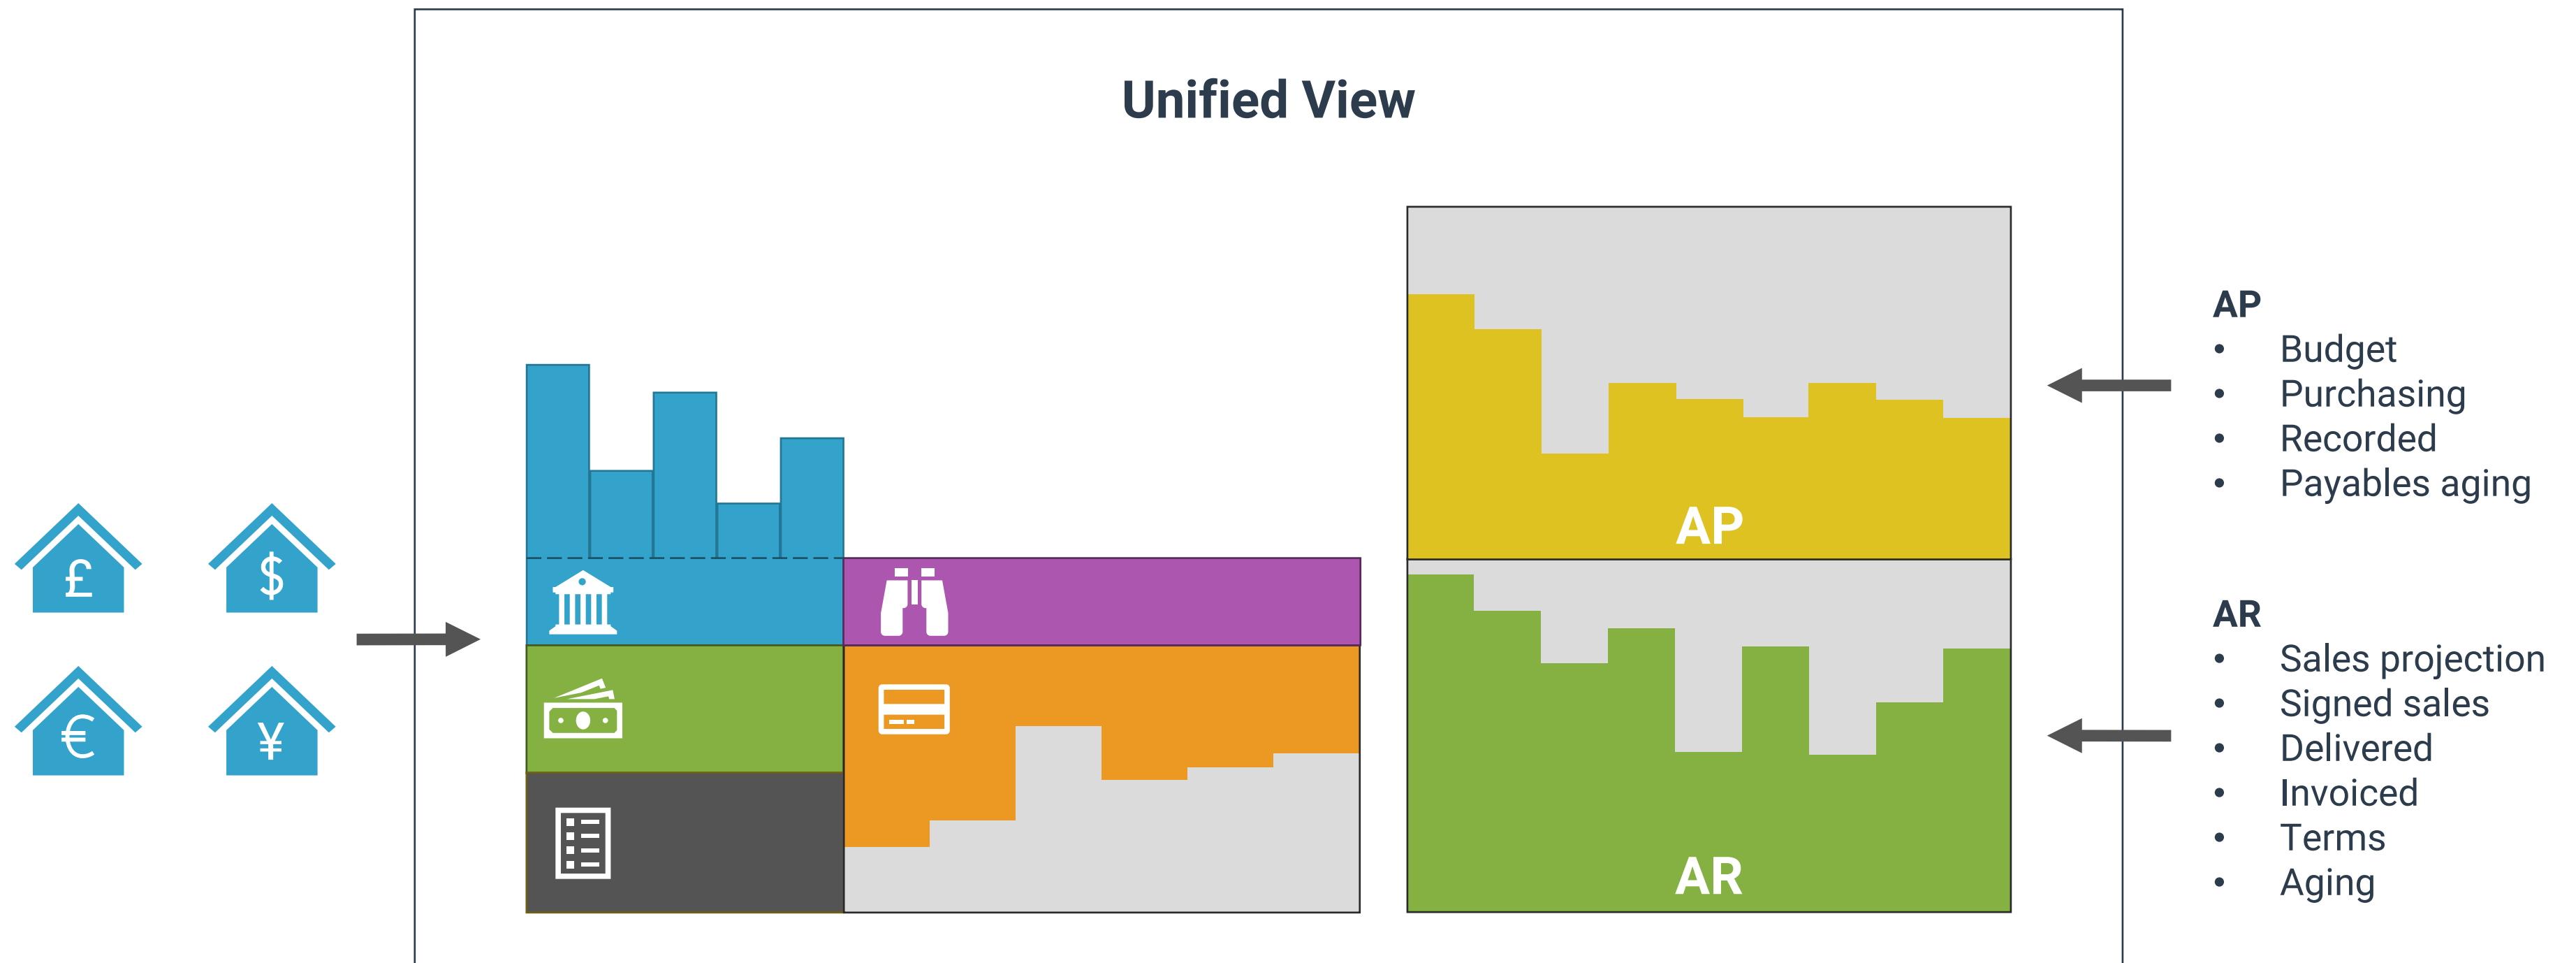 Unified View
£
$
€
¥
AP
AR
AP
• Budget
• Purchasing
• Recorded
• Payables aging
AR
• Sales projection
• Signed sales
• Delivered
• Invoiced
• Terms
• Aging